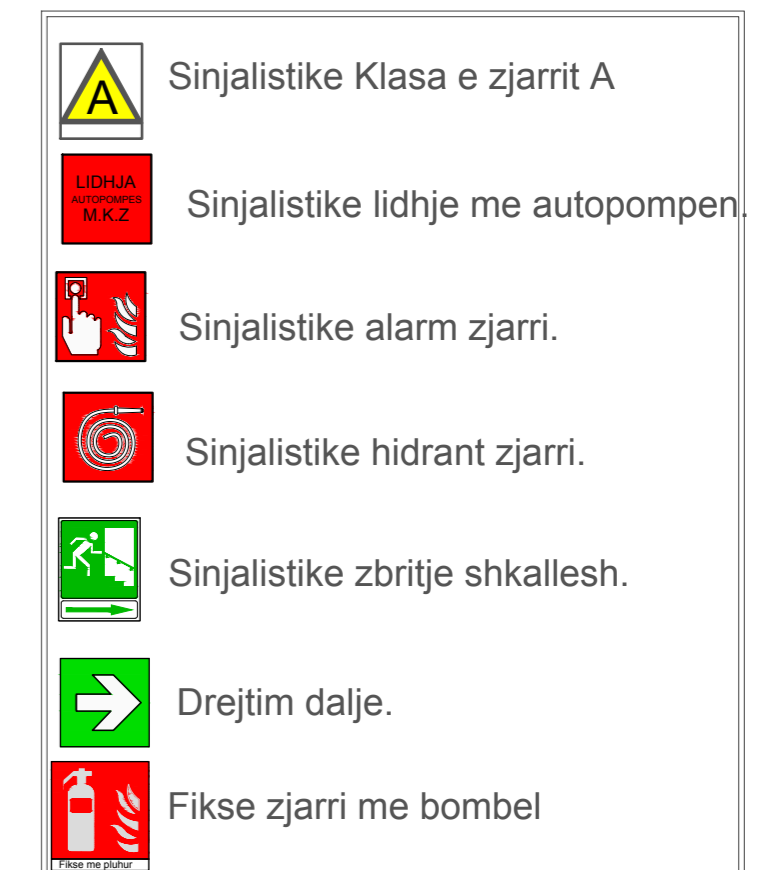 A
Sinjalistike Klasa e zjarrit A
LIDHJA
AUTOPOMPES
M.K.Z
Sinjalistike lidhje me autopompen.
Sinjalistike alarm zjarri.
Sinjalistike hidrant zjarri.
Sinjalistike zbritje shkallesh.
Drejtim dalje.
Fikse zjarri me bombel
Fikse me pluhur